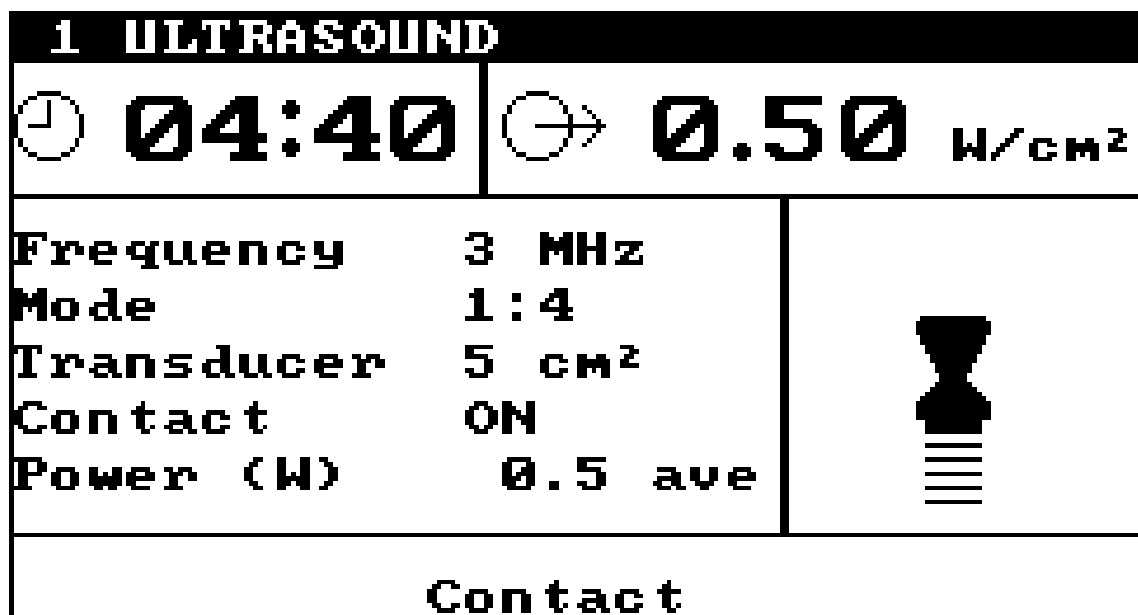 1 ULTRASOUND
04:40
0.50 W/cm²
Frequency 3 MHz
Mode 1:4
Transducer 5 cm²
Contact ON
Power (W) 0.5 ave
Contact